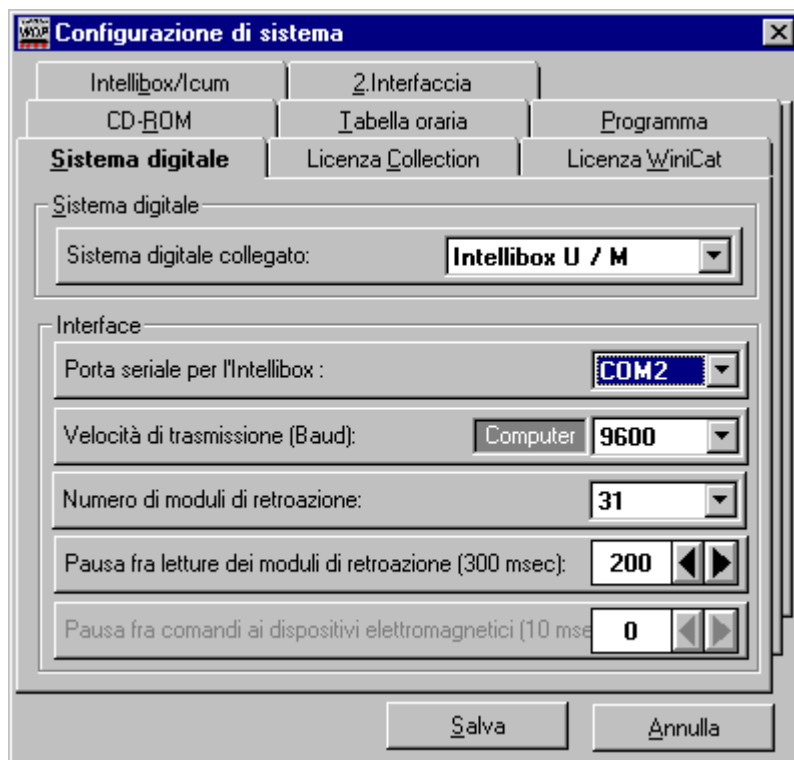 Configurazione di sistema
Intellibox/Icum 2.Interfaccia
CD-ROM Tabella oraria Programma
Sistema digitale Licenza Collection Licenza WiniCat
Sistema digitale
Sistema digitale collegato: Intellibox U / M
Interface
Porta seriale per l'Intellibox : COM2
Velocità di trasmissione (Baud): Computer 9600
Numero di moduli di retroazione: 31
Pausa fra letture dei moduli di retroazione (300 msec): 200
Pausa fra comandi ai dispositivi elettromagnetici (10 mse 0
Salva Annulla